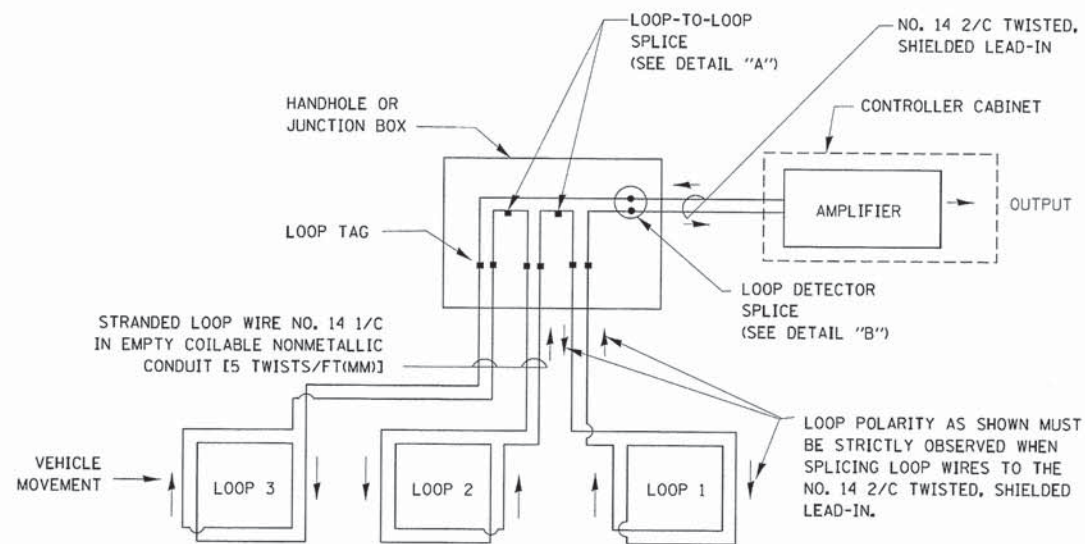 LOOP-TO-LOOP
SPLICE
(SEE DETAIL "A")
NO. 14 2/C TWISTED,
SHIELDED LEAD-IN
HANDHOLE OR
JUNCTION BOX
CONTROLLER CABINET
AMPLIFIER
OUTPUT
LOOP TAG
LOOP DETECTOR
SPLICE
(SEE DETAIL "B")
STRANDED LOOP WIRE NO. 14 1/C
IN EMPTY COILABLE NONMETALLIC
CONDUIT [5 TWISTS/FT(MM)]
LOOP POLARITY AS SHOWN MUST
BE STRICTLY OBSERVED WHEN
SPLICING LOOP WIRES TO THE
NO. 14 2/C TWISTED, SHIELDED
LEAD-IN.
VEHICLE
MOVEMENT
LOOP 3
LOOP 2
LOOP 1